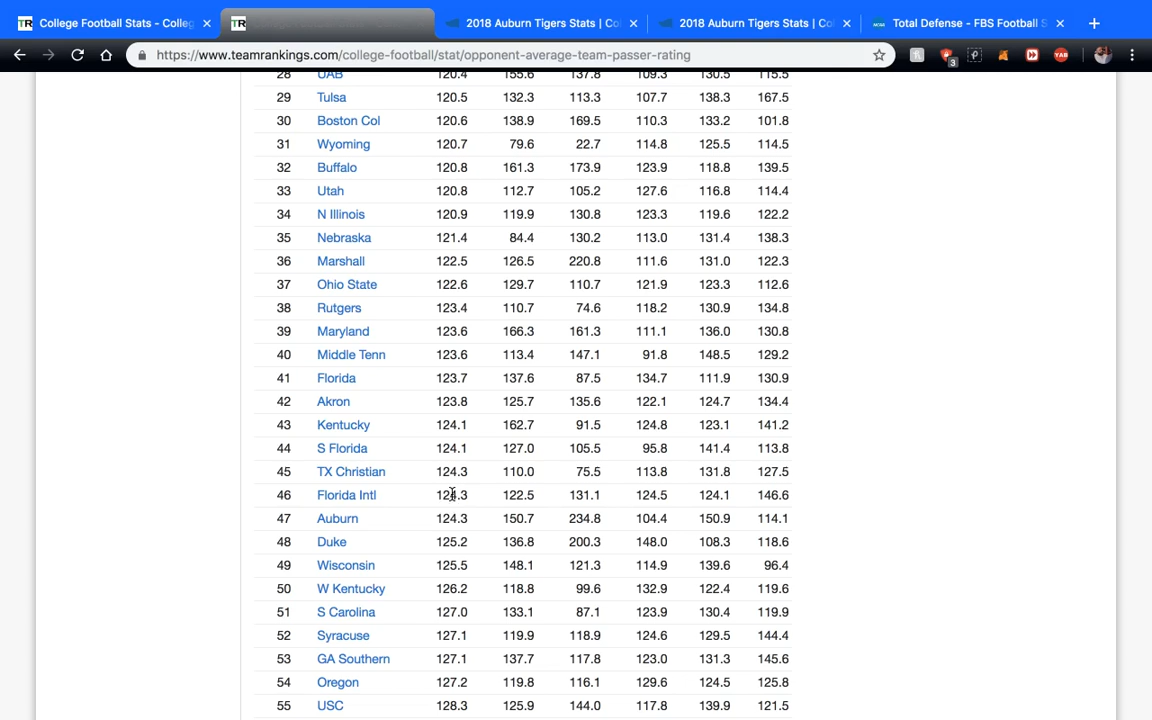 College Football Stats - Colleg
2018 Auburn Tigers Stats | Co
2018 Auburn Tigers Stats | Co
Total Defense - FBS Football S
https://www.teamrankings.com/college-football/stat/opponent-average-team-passer-rating
28 UAB 120.4 155.6 137.8 109.3 130.5 115.5
29 Tulsa 120.5 132.3 113.3 107.7 138.3 167.5
30 Boston Col 120.6 138.9 169.5 110.3 133.2 101.8
31 Wyoming 120.7 79.6 22.7 114.8 125.5 114.5
32 Buffalo 120.8 161.3 173.9 123.9 118.8 139.5
33 Utah 120.8 112.7 105.2 127.6 116.8 114.4
34 N Illinois 120.9 119.9 130.8 123.3 119.6 122.2
35 Nebraska 121.4 84.4 130.2 113.0 131.4 138.3
36 Marshall 122.5 126.5 220.8 111.6 131.0 122.3
37 Ohio State 122.6 129.7 110.7 121.9 123.3 112.6
38 Rutgers 123.4 110.7 74.6 118.2 130.9 134.8
39 Maryland 123.6 166.3 161.3 111.1 136.0 130.8
40 Middle Tenn 123.6 113.4 147.1 91.8 148.5 129.2
41 Florida 123.7 137.6 87.5 134.7 111.9 130.9
42 Akron 123.8 125.7 135.6 122.1 124.7 134.4
43 Kentucky 124.1 162.7 91.5 124.8 123.1 141.2
44 S Florida 124.1 127.0 105.5 95.8 141.4 113.8
45 TX Christian 124.3 110.0 75.5 113.8 131.8 127.5
46 Florida Intl 124.3 122.5 131.1 124.5 124.1 146.6
47 Auburn 124.3 150.7 234.8 104.4 150.9 114.1
48 Duke 125.2 136.8 200.3 148.0 108.3 118.6
49 Wisconsin 125.5 148.1 121.3 114.9 139.6 96.4
50 W Kentucky 126.2 118.8 99.6 132.9 122.4 119.6
51 S Carolina 127.0 133.1 87.1 123.9 130.4 119.9
52 Syracuse 127.1 119.9 118.9 124.6 129.5 144.4
53 GA Southern 127.1 137.7 117.8 123.0 131.3 145.6
54 Oregon 127.2 119.8 116.1 129.6 124.5 125.8
55 USC 128.3 125.9 144.0 117.8 139.9 121.5